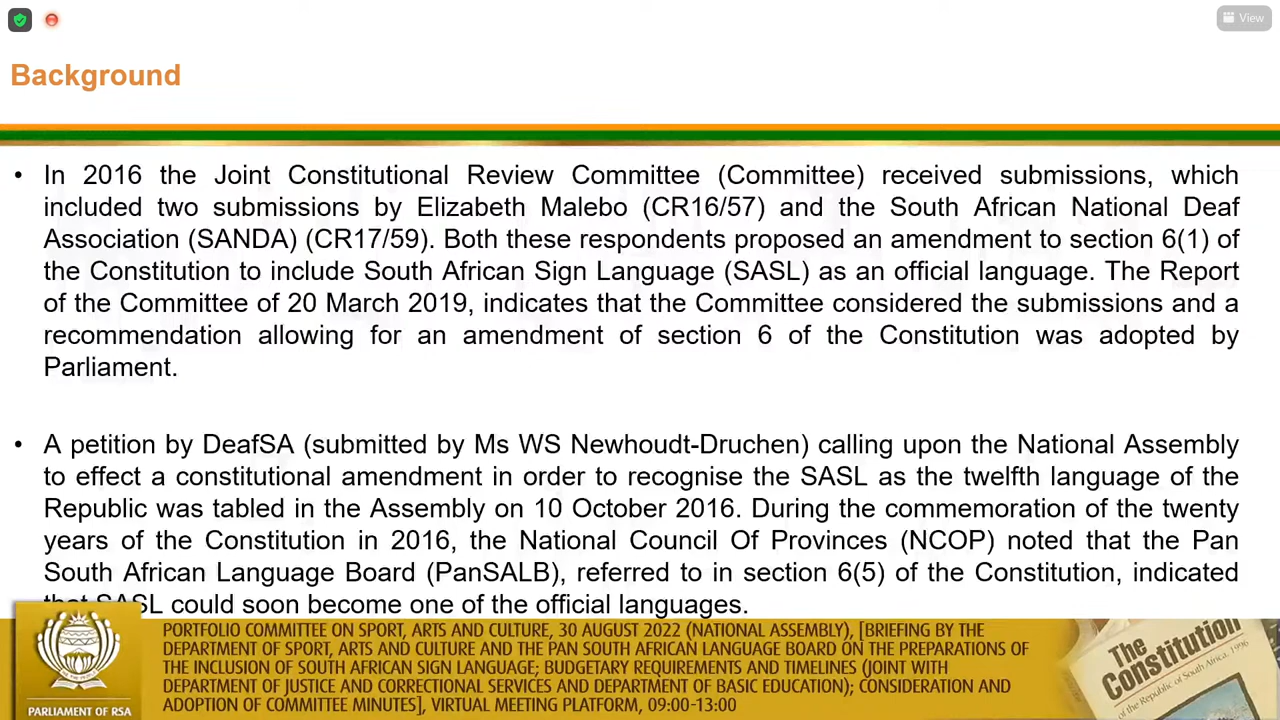 View
Background
• In 2016 the Joint Constitutional Review Committee (Committee) received submissions, which
included two submissions by Elizabeth Malebo (CR16/57) and the South African National Deaf
Association (SANDA) (CR17/59). Both these respondents proposed an amendment to section 6(1) of
the Constitution to include South African Sign Language (SASL) as an official language. The Report
of the Committee of 20 March 2019, indicates that the Committee considered the submissions and a
recommendation allowing for an amendment of section 6 of the Constitution was adopted by
Parliament.
• A petition by DeafSA (submitted by Ms WS Newhoudt-Druchen) calling upon the National Assembly
to effect a constitutional amendment in order to recognise the SASL as the twelfth language of the
Republic was tabled in the Assembly on 10 October 2016. During the commemoration of the twenty
years of the Constitution in 2016, the National Council Of Provinces (NCOP) noted that the Pan
South African Language Board (PanSALB), referred to in section 6(5) of the Constitution, indicated
that SASL could soon become one of the official languages.
PORTFOLIO COMMITTEE ON SPORT, ARTS AND CULTURE, 30 AUGUST 2022 (NATIONAL ASSEMBLY), [BRIEFING BY THE
DEPARTMENT OF SPORT, ARTS AND CULTURE AND THE PAN SOUTH AFRICAN LANGUAGE BOARD ON THE PREPARATIONS OF
THE INCLUSION OF SOUTH AFRICAN SIGN LANGUAGE; BUDGETARY REQUIREMENTS AND TIMELINES (JOINT WITH
DEPARTMENT OF JUSTICE AND CORRECTIONAL SERVICES AND DEPARTMENT OF BASIC EDUCATION); CONSIDERATION AND
ADOPTION OF COMMITTEE MINUTES], VIRTUAL MEETING PLATFORM, 09:00-13:00
PARLIAMENT OF RSA
The
Constitution
of the Republic of South Africa, 1996